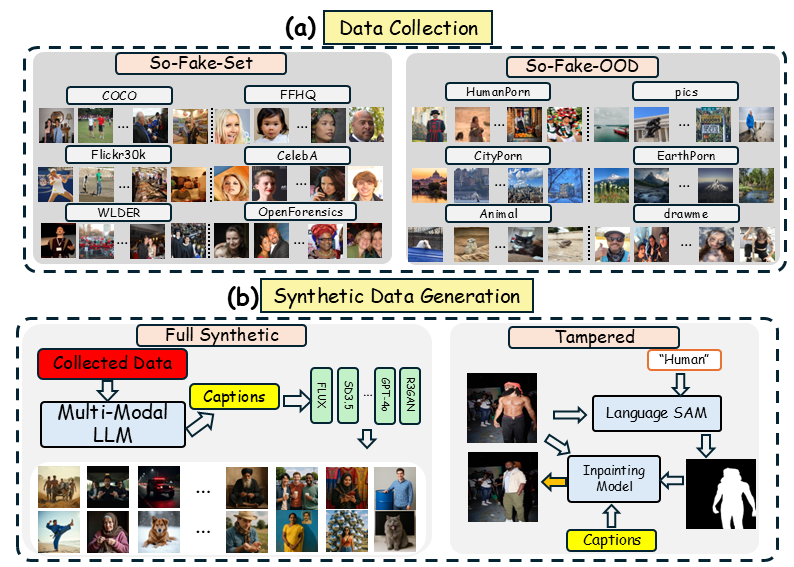 (a) Data Collection
So-Fake-Set
So-Fake-OOD
COCO
FFHQ
HumanPorn
pics
...
...
...
...
Flickr30k
CelebA
CityPorn
EarthPorn
...
...
...
...
WLDER
OpenForensics
Animal
drawme
...
...
...
...
(b) Synthetic Data Generation
Full Synthetic
Tampered
Collected Data
Multi-Modal
LLM
Captions
FLUX
SD3.5
...
GPT-4o
R3GAN
...
...
"Human"
Language SAM
Inpainting
Model
Captions